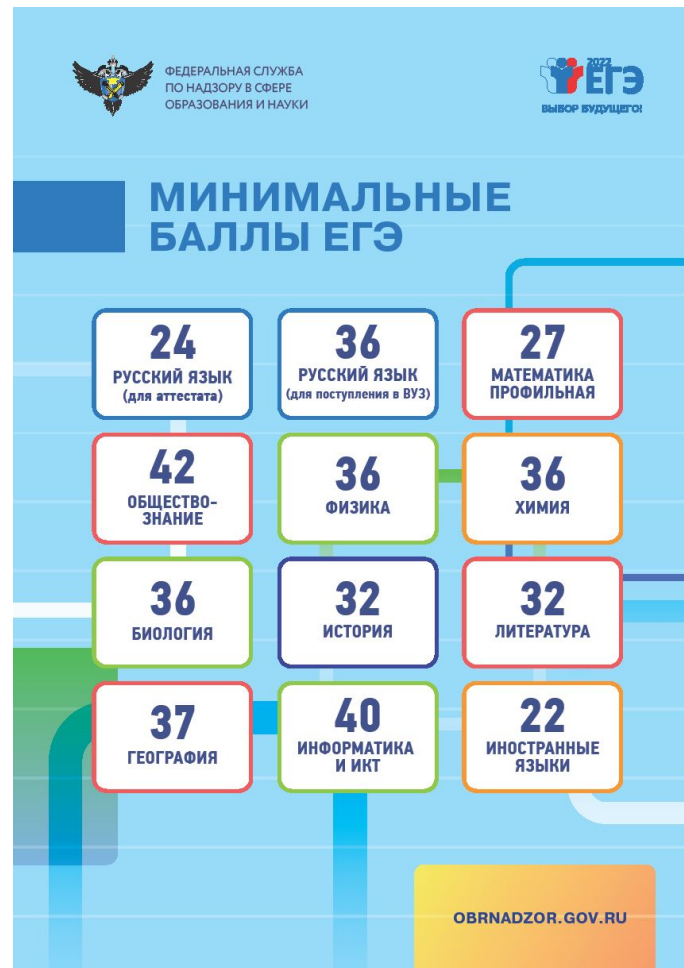 ФЕДЕРАЛЬНАЯ СЛУЖБА
ПО НАДЗОРУ В СФЕРЕ
ОБРАЗОВАНИЯ И НАУКИ
2022
ЕГЭ
ВЫБОР БУДУЩЕГО!
МИНИМАЛЬНЫЕ
БАЛЛЫ ЕГЭ
24
РУССКИЙ ЯЗЫК
(для аттестата)
36
РУССКИЙ ЯЗЫК
(для поступления в ВУЗ)
27
МАТЕМАТИКА
ПРОФИЛЬНАЯ
42
ОБЩЕСТВО-
ЗНАНИЕ
36
ФИЗИКА
36
ХИМИЯ
36
БИОЛОГИЯ
32
ИСТОРИЯ
32
ЛИТЕРАТУРА
37
ГЕОГРАФИЯ
40
ИНФОРМАТИКА
И ИКТ
22
ИНОСТРАННЫЕ
ЯЗЫКИ
OBRNADZOR.GOV.RU